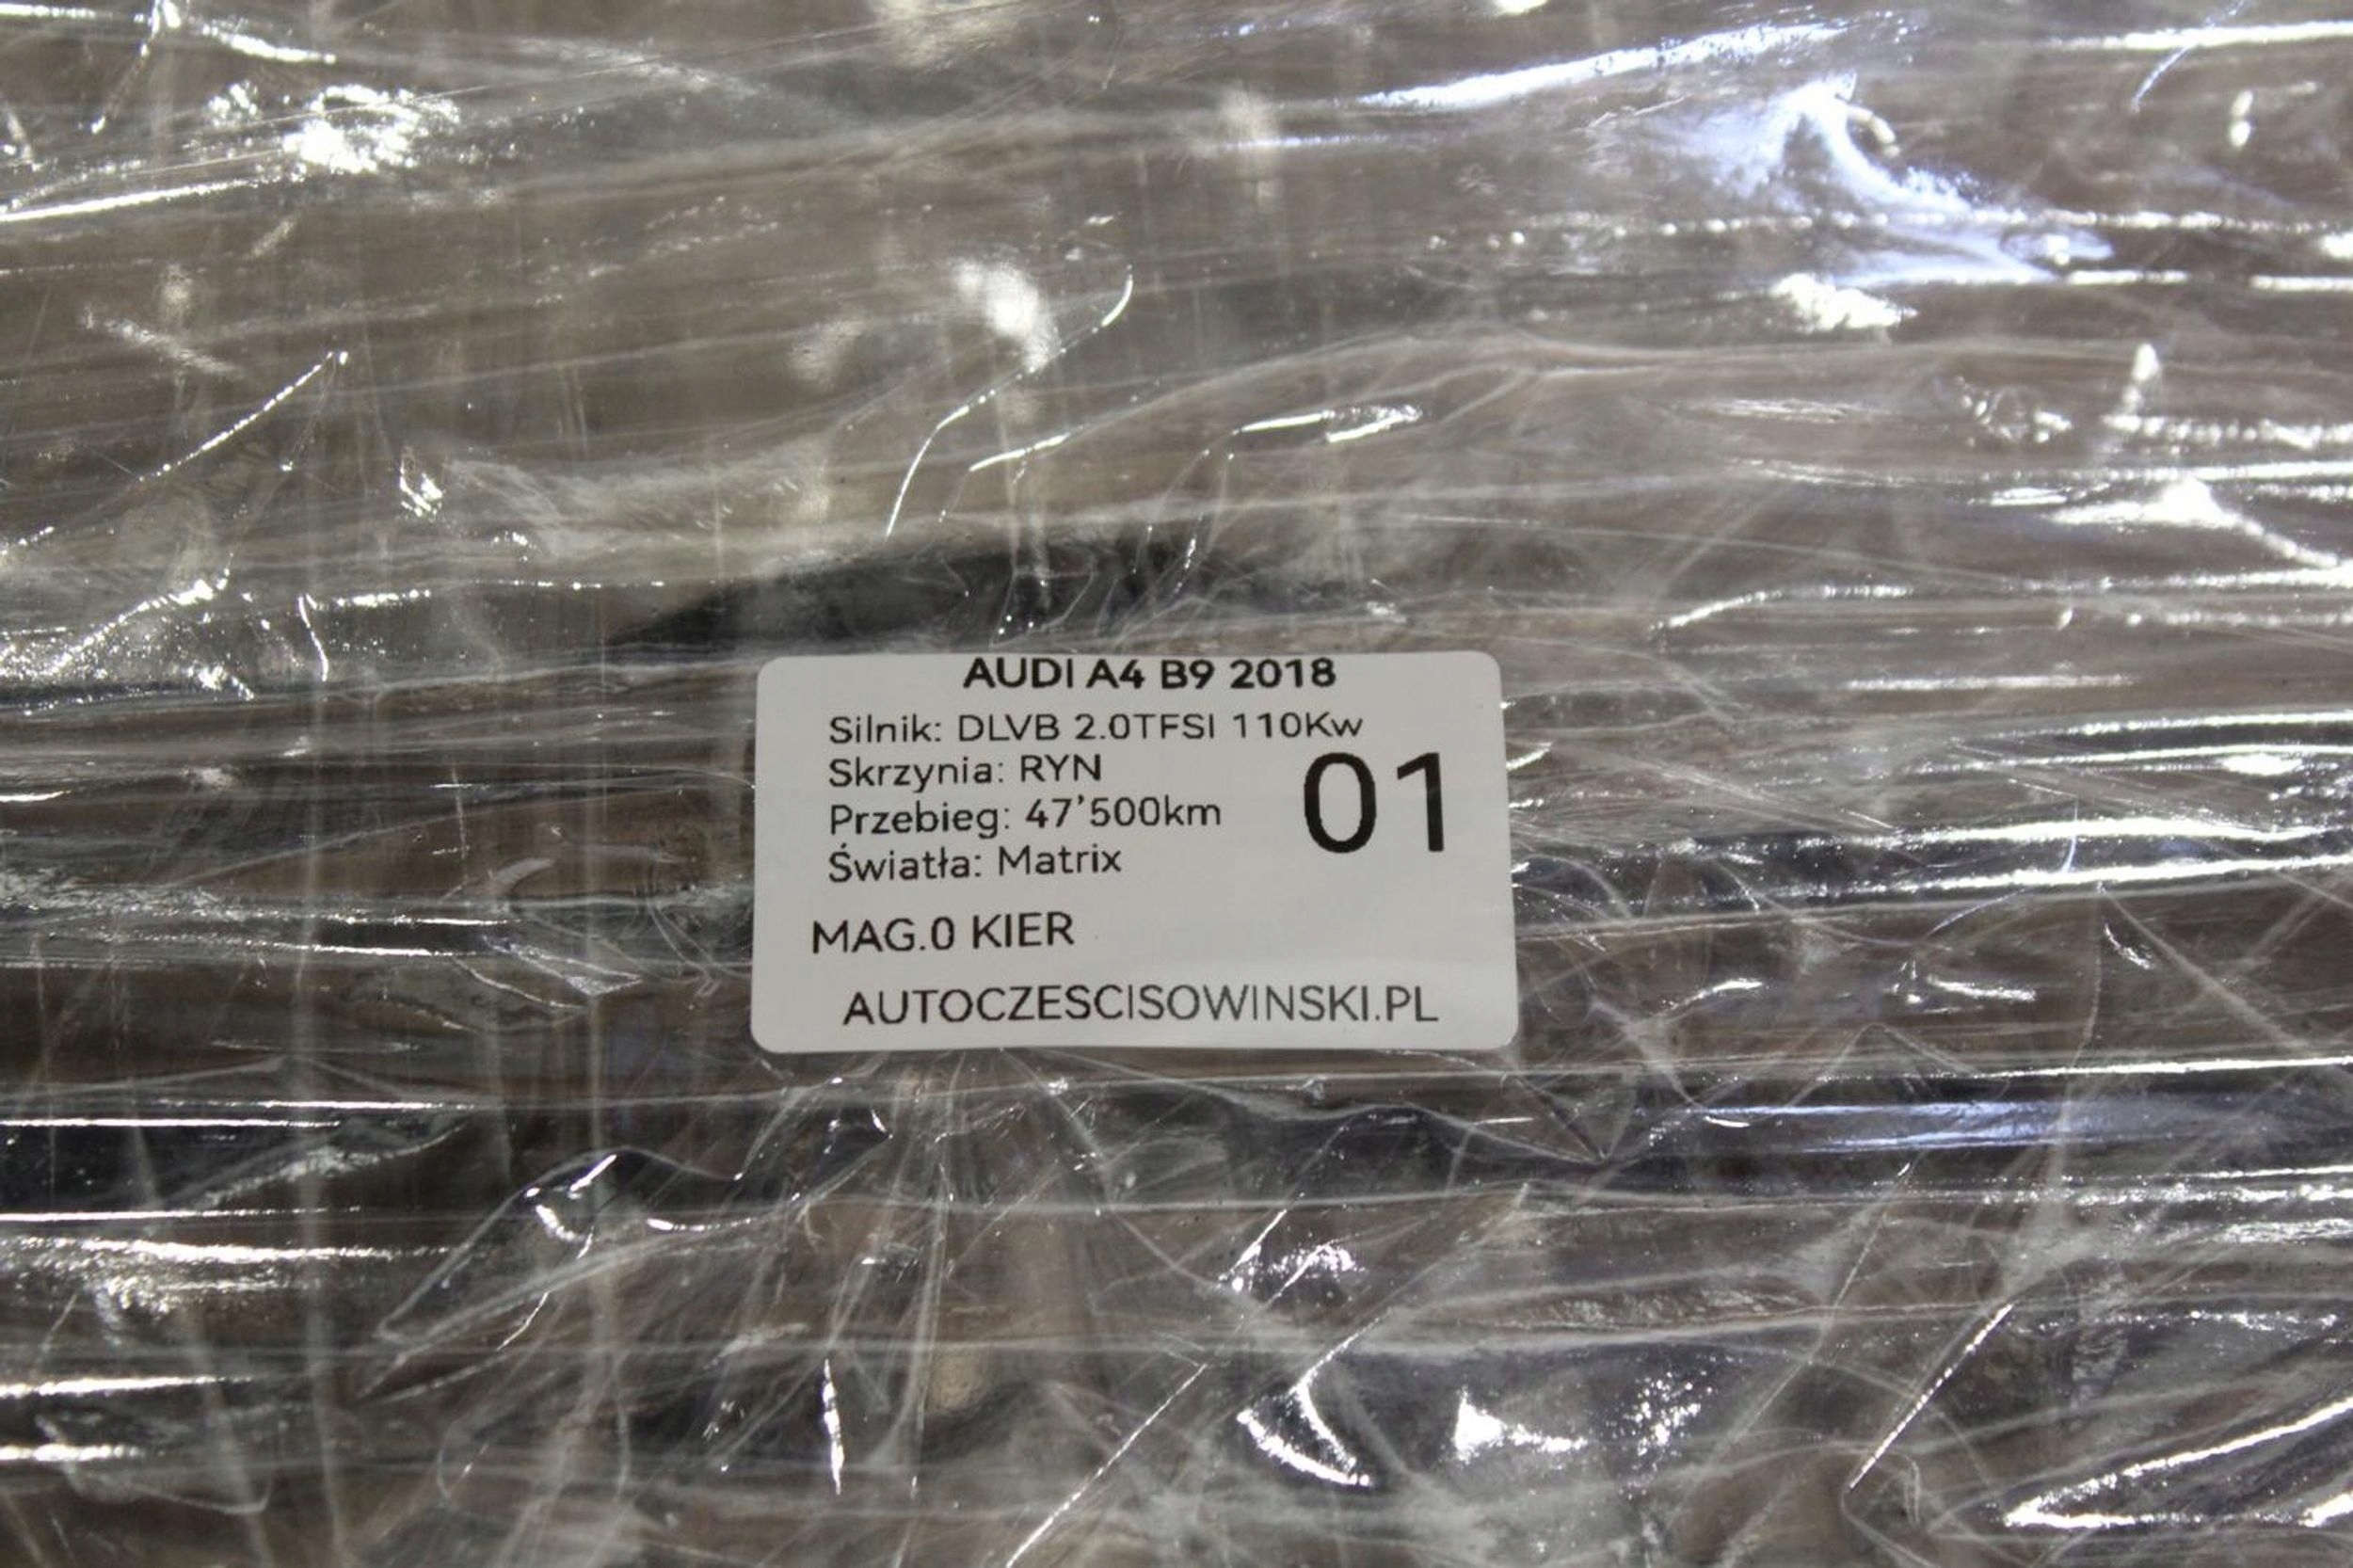 AUDI A4 B9 2018
Silnik: DLVB 2.0TFSI 110Kw
Skrzynia: RYN
Przebieg: 47'500km
Światła: Matrix
01
MAG.0 KIER
AUTOCZESCISOWINSKI.PL